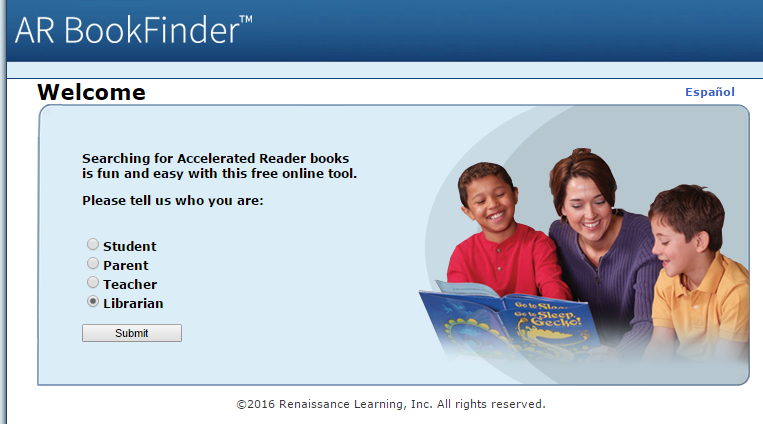 AR BookFinder™
Welcome
Español
Searching for Accelerated Reader books
is fun and easy with this free online tool.
Please tell us who you are:
Student
Parent
Teacher
Librarian
Submit
Go to Sleep,
Gecko!
©2016 Renaissance Learning, Inc. All rights reserved.